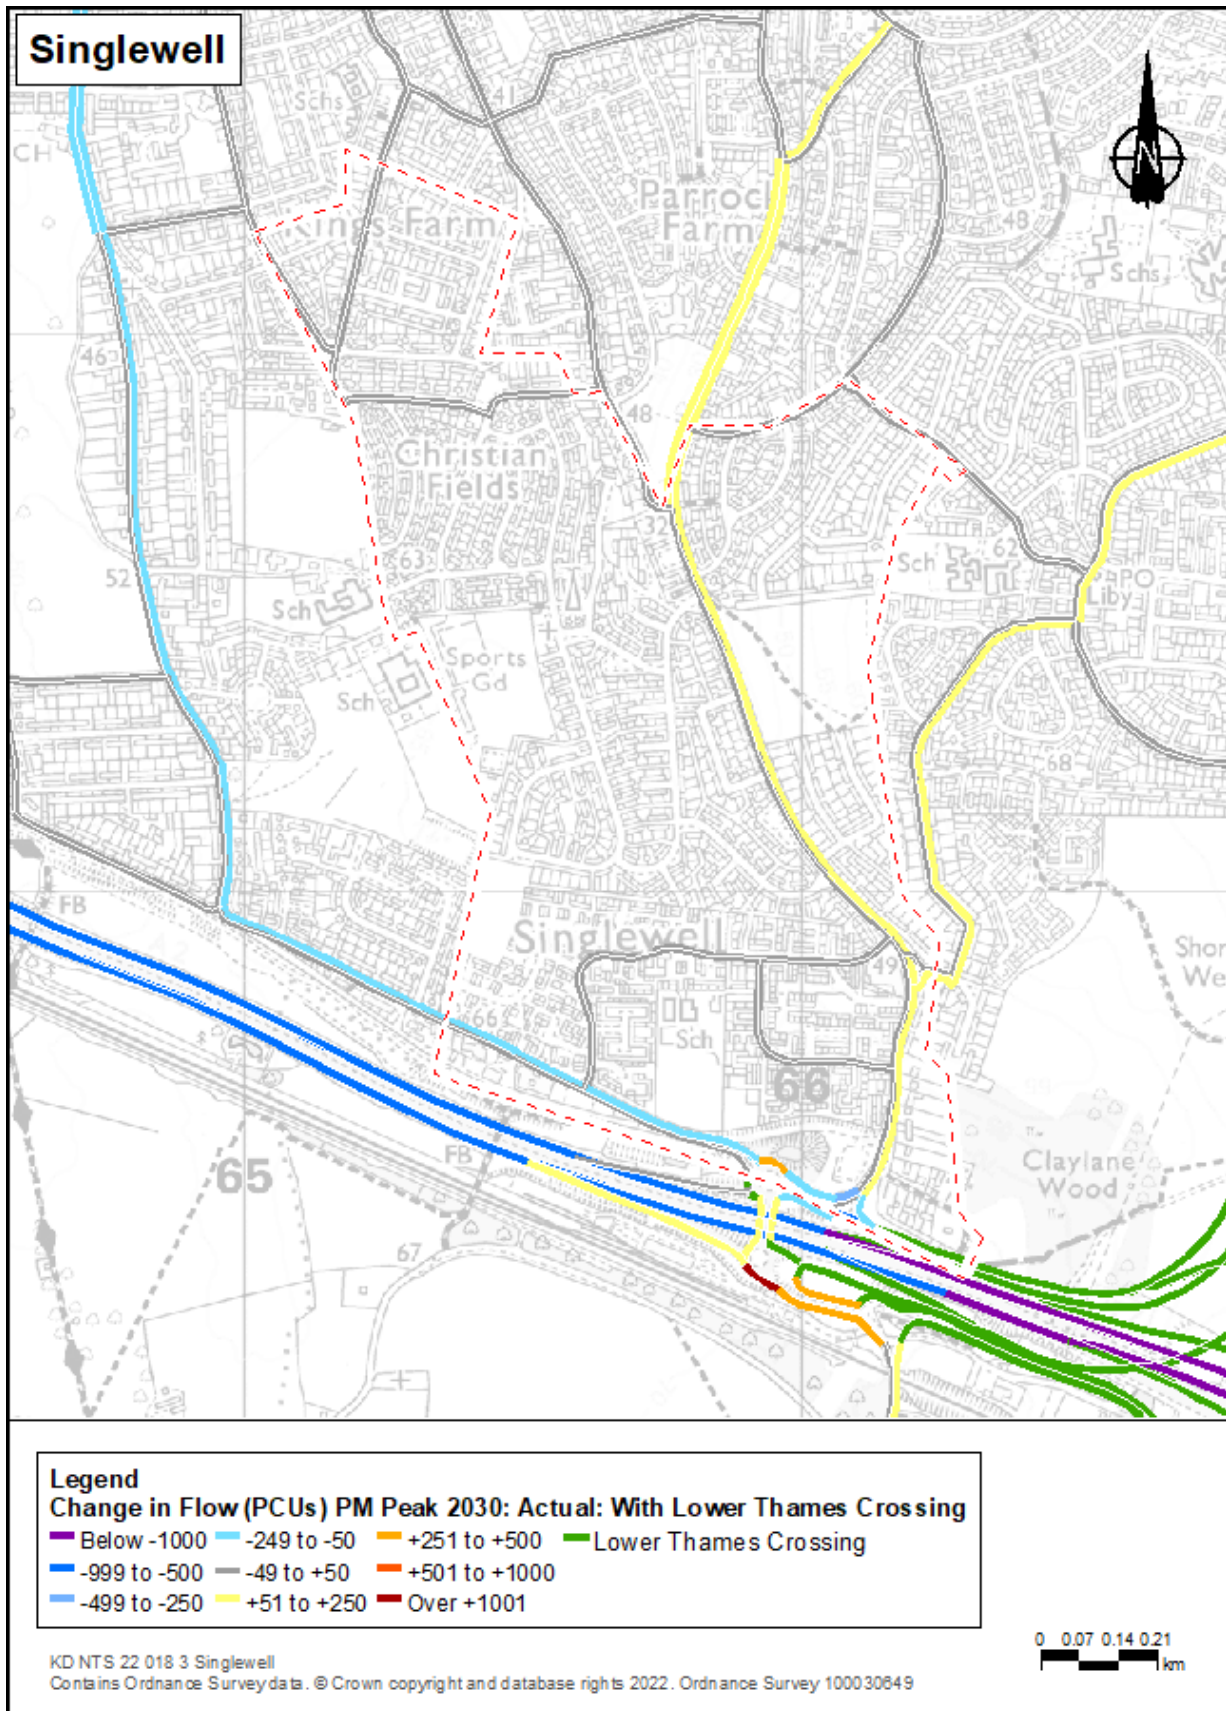 Singlewell
N
Schs
41
CH
Kings Farm
Parrock
Farm
48
Schs
46
48
Christian
Fields
32
52
Sch
Sch
62
PO
Liby
Sports
Gd
Sch
68
FB
Singlewell
49
Shor
We
66
Sch
66
65
FB
Claylane
Wood
67
Legend
Change in Flow (PCUs) PM Peak 2030: Actual: With Lower Thames Crossing
Below -1000 -249 to -50 +251 to +500 Lower Thames Crossing
-999 to -500 -49 to +50 +501 to +1000
-499 to -250 +51 to +250 Over +1001
0 0.07 0.14 0.21
km
KD NTS 22 018 3 Singlewell
Contains Ordnance Survey data. © Crown copyright and database rights 2022. Ordnance Survey 100030649